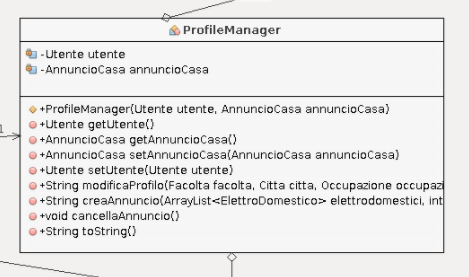 ProfileManager
-Utente utente
-AnnuncioCasa annuncioCasa
+ProfileManager(Utente utente, AnnuncioCasa annuncioCasa)
+Utente getUtente()
+AnnuncioCasa getAnnuncioCasa()
+AnnuncioCasa setAnnuncioCasa(AnnuncioCasa annuncioCasa)
+Utente setUtente(Utente utente)
+String modificaProfilo(Facolta facolta, Citta citta, Occupazione occupazi
+String creaAnnuncio(ArrayList<ElettroDomestico> elettrodomestici, int
+void cancellaAnnuncio()
+String toString()